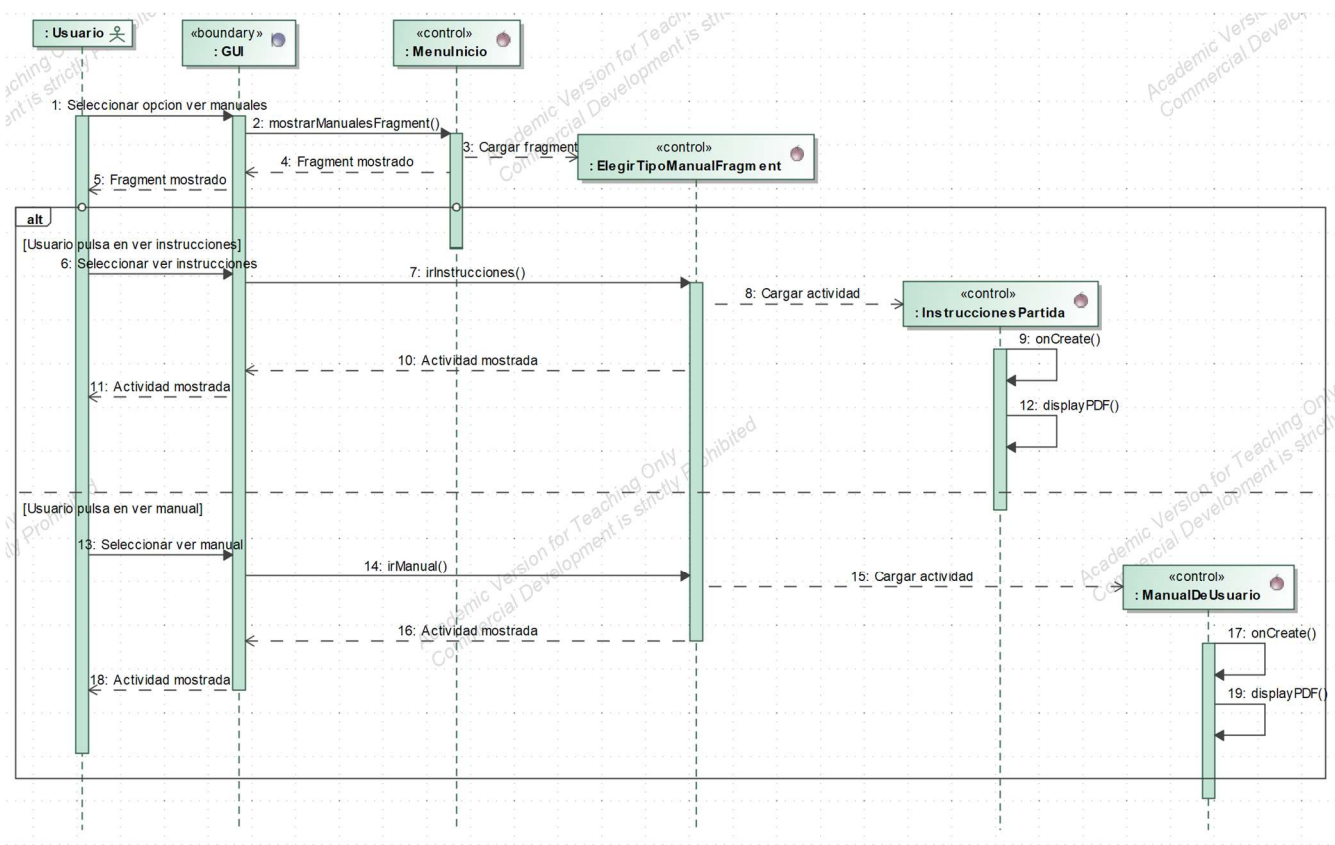 : Usuario
«boundary»
: GUI
«control»
: MenuInicio
1: Seleccionar opcion ver manuales
2: mostrarManualesFragment()
3: Cargar fragment
«control»
: ElegirTipoManualFragment
4: Fragment mostrado
5: Fragment mostrado
alt
[Usuario pulsa en ver instrucciones]
6: Seleccionar ver instrucciones
7: irInstrucciones()
8: Cargar actividad
«control»
: InstruccionesPartida
9: onCreate()
10: Actividad mostrada
11: Actividad mostrada
12: displayPDF()
[Usuario pulsa en ver manual]
13: Seleccionar ver manual
14: irManual()
15: Cargar actividad
«control»
: ManualDeUsuario
16: Actividad mostrada
17: onCreate()
18: Actividad mostrada
19: displayPDF()
Academic Version for Teaching Only
Commercial Development is strictly Prohibited